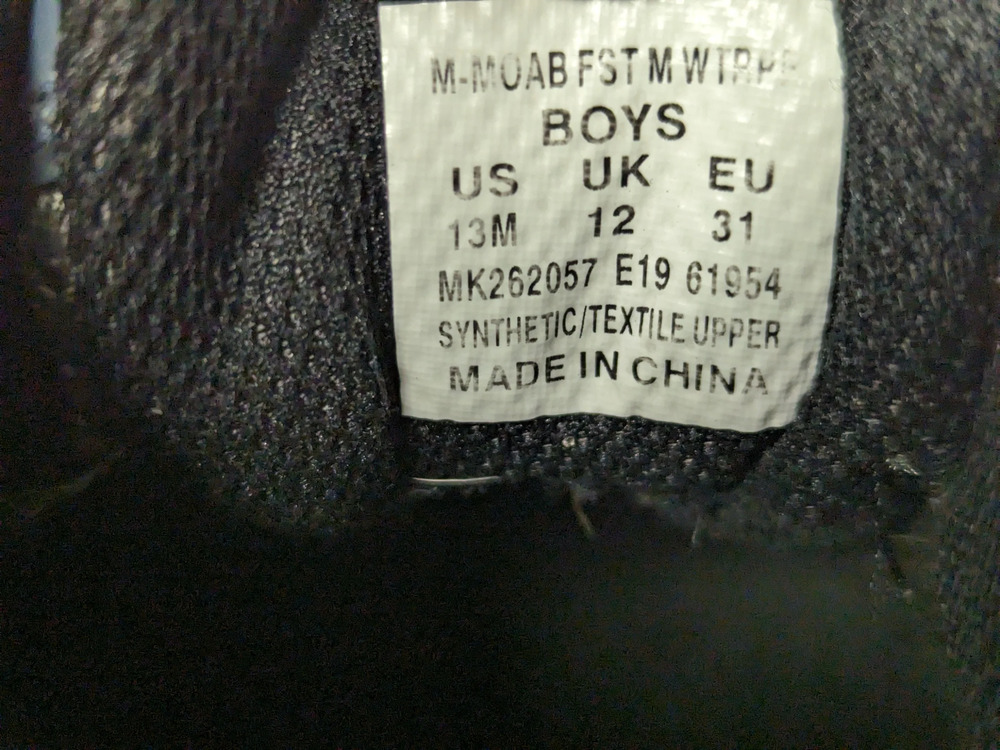 M-MOAB FST M WTRPF
BOYS
US UK EU
13M 12 31
MK262057 E19 61954
SYNTHETIC/TEXTILE UPPER
MADE IN CHINA